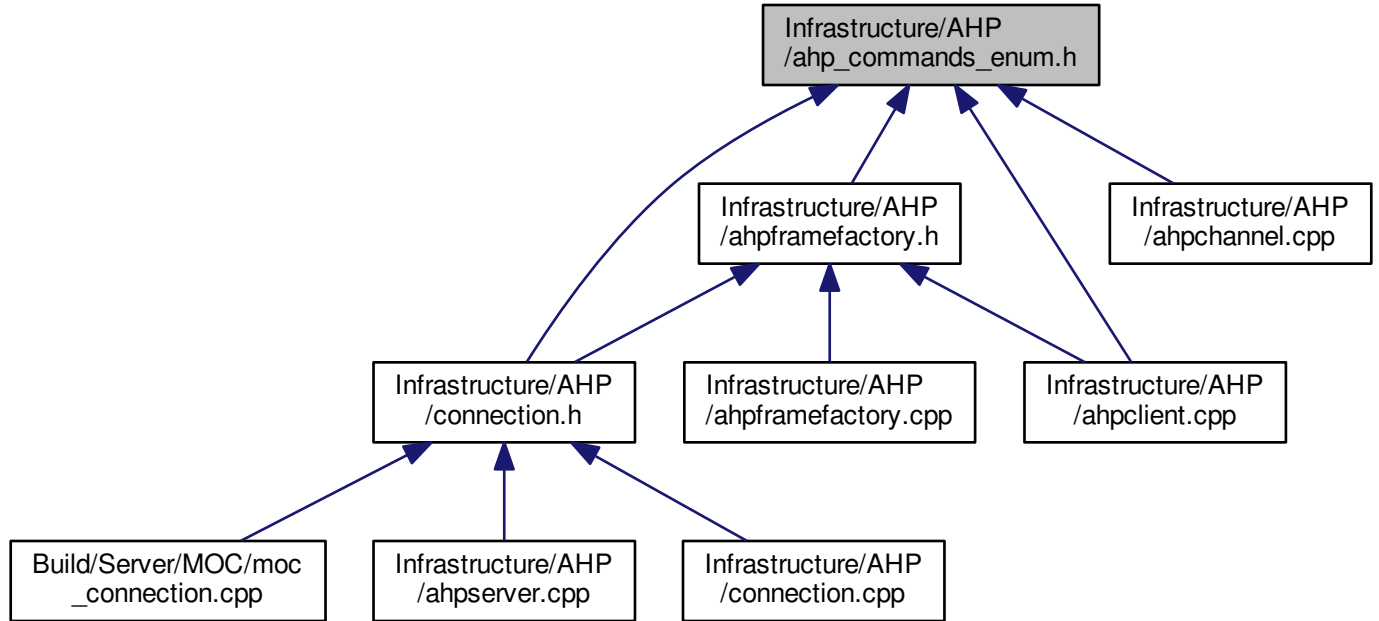 Infrastructure/AHP
/ahp_commands_enum.h
Infrastructure/AHP
/ahpframefactory.h
Infrastructure/AHP
/ahpchannel.cpp
Infrastructure/AHP
/connection.h
Infrastructure/AHP
/ahpframefactory.cpp
Infrastructure/AHP
/ahpclient.cpp
Build/Server/MOC/moc
_connection.cpp
Infrastructure/AHP
/ahpserver.cpp
Infrastructure/AHP
/connection.cpp